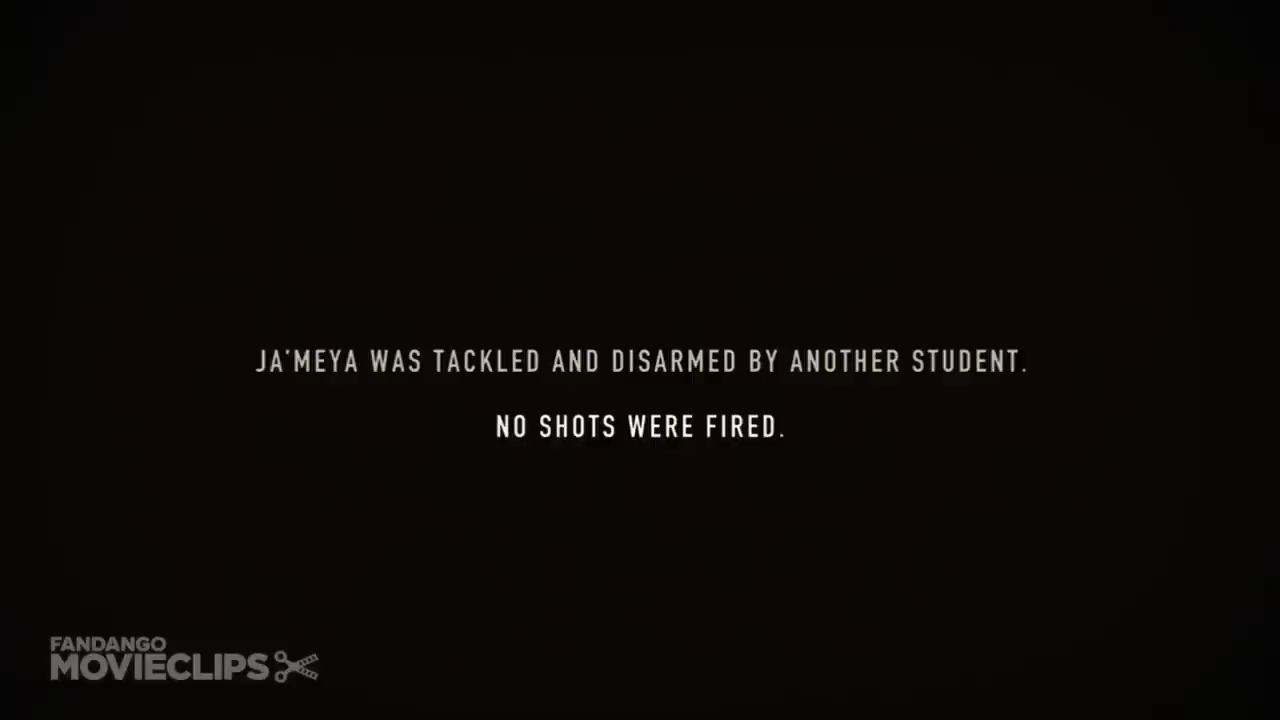 JA'MEYA WAS TACKLED AND DISARMED BY ANOTHER STUDENT.
NO SHOTS WERE FIRED.
FANDANGO
MOVIECLIPS